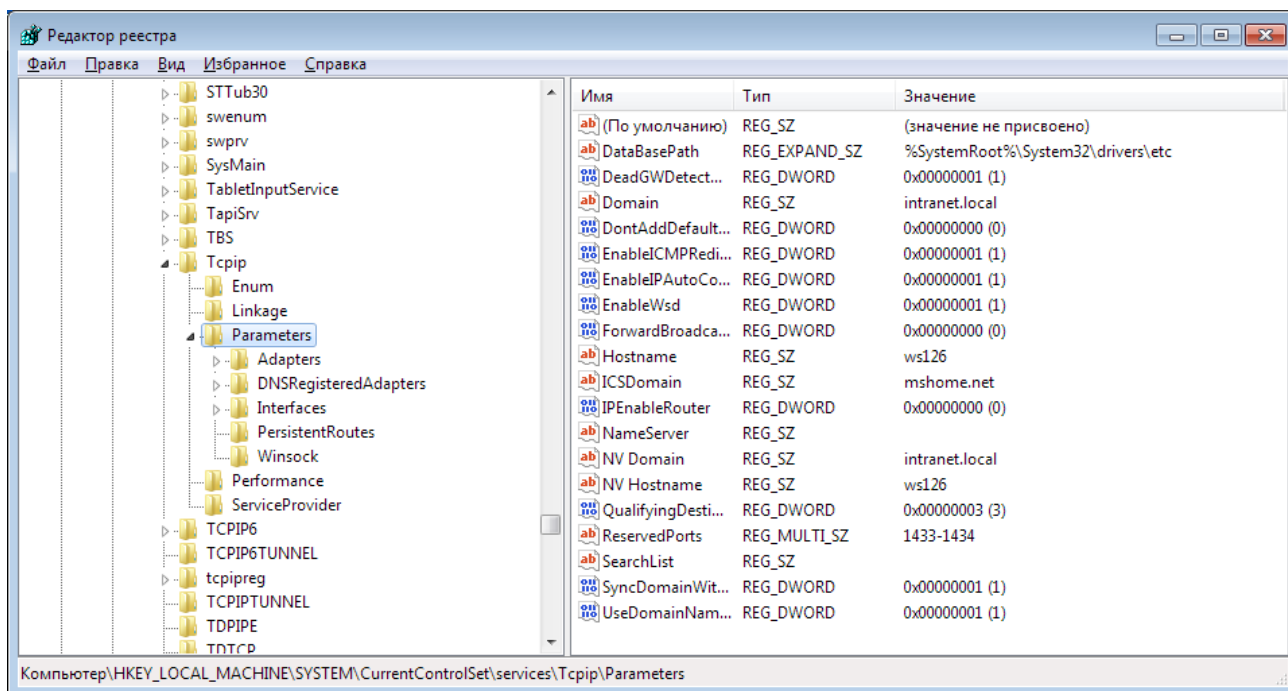 Редактор реестра
Файл Правка Вид Избранное Справка
STTub30
swenum
swprv
SysMain
TabletInputService
TapiSrv
TBS
Tcpip
Enum
Linkage
Parameters
Adapters
DNSRegisteredAdapters
Interfaces
PersistentRoutes
Winsock
Performance
ServiceProvider
TCPIP6
TCPIP6TUNNEL
tcpipreg
TCPIPTUNNEL
TDPIPE
TDTCP
Имя Тип Значение
(По умолчанию) REG_SZ (значение не присвоено)
DataBasePath REG_EXPAND_SZ %SystemRoot%\System32\drivers\etc
DeadGWDetect... REG_DWORD 0x00000001 (1)
Domain REG_SZ intranet.local
DontAddDefault... REG_DWORD 0x00000000 (0)
EnableICMPRedi... REG_DWORD 0x00000001 (1)
EnableIPAutoCo... REG_DWORD 0x00000001 (1)
EnableWsd REG_DWORD 0x00000001 (1)
ForwardBroadca... REG_DWORD 0x00000000 (0)
Hostname REG_SZ ws126
ICSDomain REG_SZ mshome.net
IPEnableRouter REG_DWORD 0x00000000 (0)
NameServer REG_SZ
NV Domain REG_SZ intranet.local
NV Hostname REG_SZ ws126
QualifyingDesti... REG_DWORD 0x00000003 (3)
ReservedPorts REG_MULTI_SZ 1433-1434
SearchList REG_SZ
SyncDomainWit... REG_DWORD 0x00000001 (1)
UseDomainNam... REG_DWORD 0x00000001 (1)
Компьютер\HKEY_LOCAL_MACHINE\SYSTEM\CurrentControlSet\services\Tcpip\Parameters